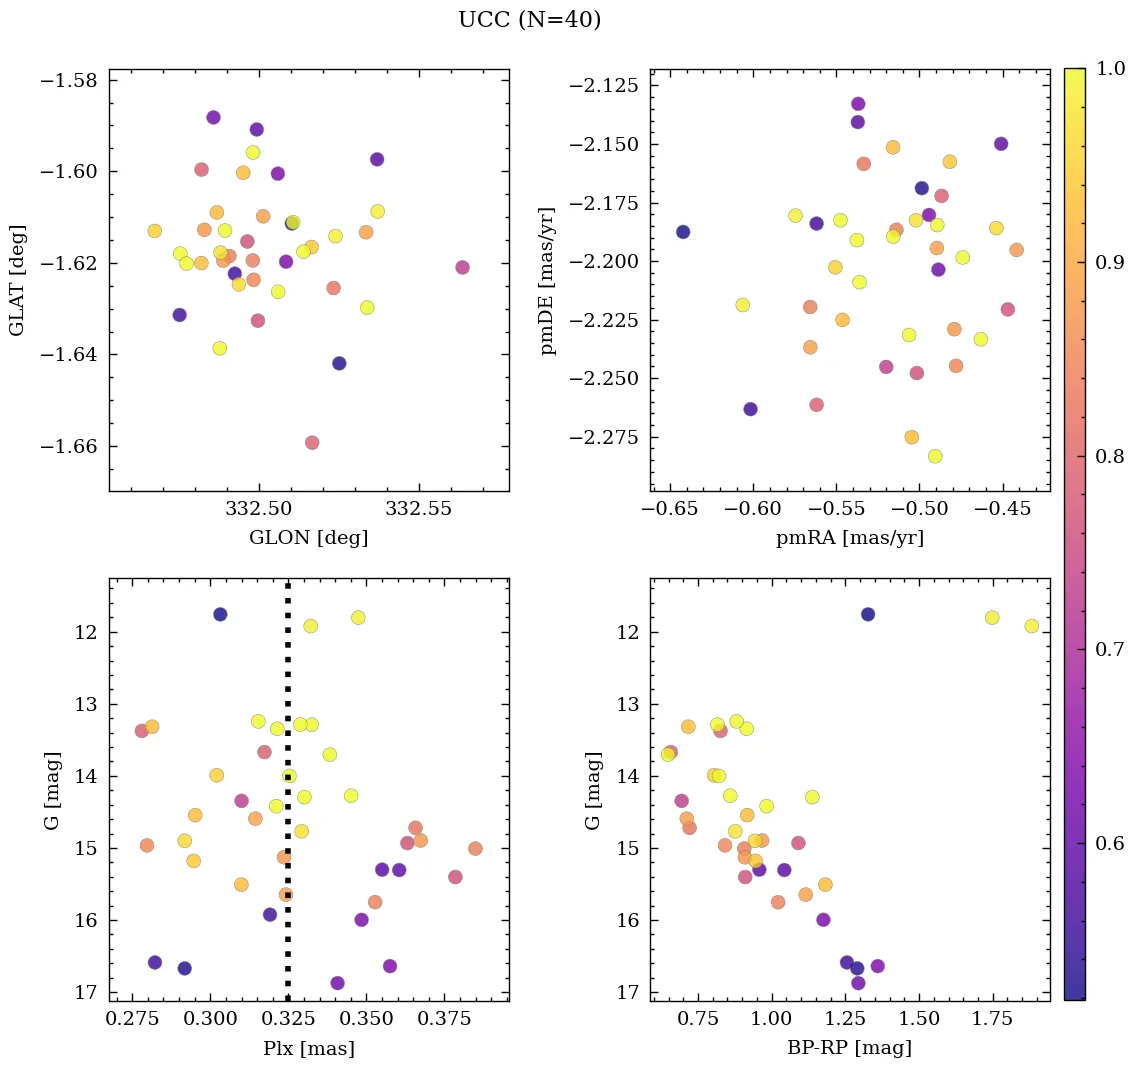 UCC (N=40)
−1.58
−1.60
−1.62
−1.64
−1.66
GLAT [deg]
332.50 332.55
GLON [deg]
−2.125
−2.150
−2.175
−2.200
−2.225
−2.250
−2.275
pmDE [mas/yr]
−0.65 −0.60 −0.55 −0.50 −0.45
pmRA [mas/yr]
12
13
14
15
16
17
G [mag]
0.275 0.300 0.325 0.350 0.375
Plx [mas]
12
13
14
15
16
17
G [mag]
0.75 1.00 1.25 1.50 1.75
BP-RP [mag]
1.0
0.9
0.8
0.7
0.6